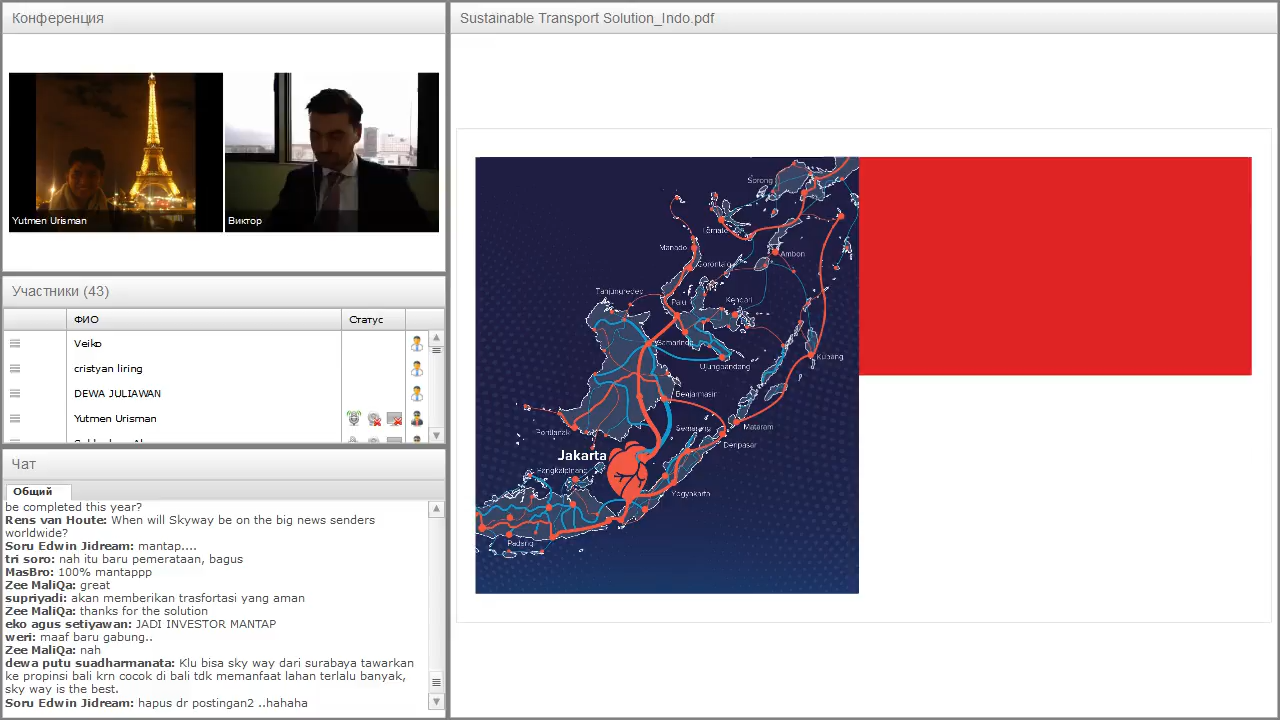 Конференция
Yutmen Urisman
Виктор
Участники (43)
ФИО
Статус
Veiko
cristyan liring
DEWA JULIAWAN
Yutmen Urisman
Чат
Общий
be completed this year?
Rens van Houte: When will Skyway be on the big news senders
worldwide?
Soru Edwin Jidream: mantap....
tri soro: nah itu baru pemerataan, bagus
MasBro: 100% mantappp
Zee MaliQa: great
supriyadi: akan memberikan trasfortasi yang aman
Zee MaliQa: thanks for the solution
eko agus setiyawan: JADI INVESTOR MANTAP
weri: maaf baru gabung..
Zee MaliQa: nah
dewa putu suadharmanata: Klu bisa sky way dari surabaya tawarkan
ke propinsi bali krn cocok di bali tdk memanfaat lahan terlalu banyak,
sky way is the best.
Soru Edwin Jidream: hapus dr postingan2 ..hahaha
Sustainable Transport Solution_Indo.pdf
Sorong
Manado
Ambon
Tanjungredeb
Palu
Kendari
Samarinda
Ujungpandang
Kupang
Banjarmasin
Pontianak
Semarang
Mataram
Denpasar
Jakarta
Pangkalpinang
Yogyakarta
Padang